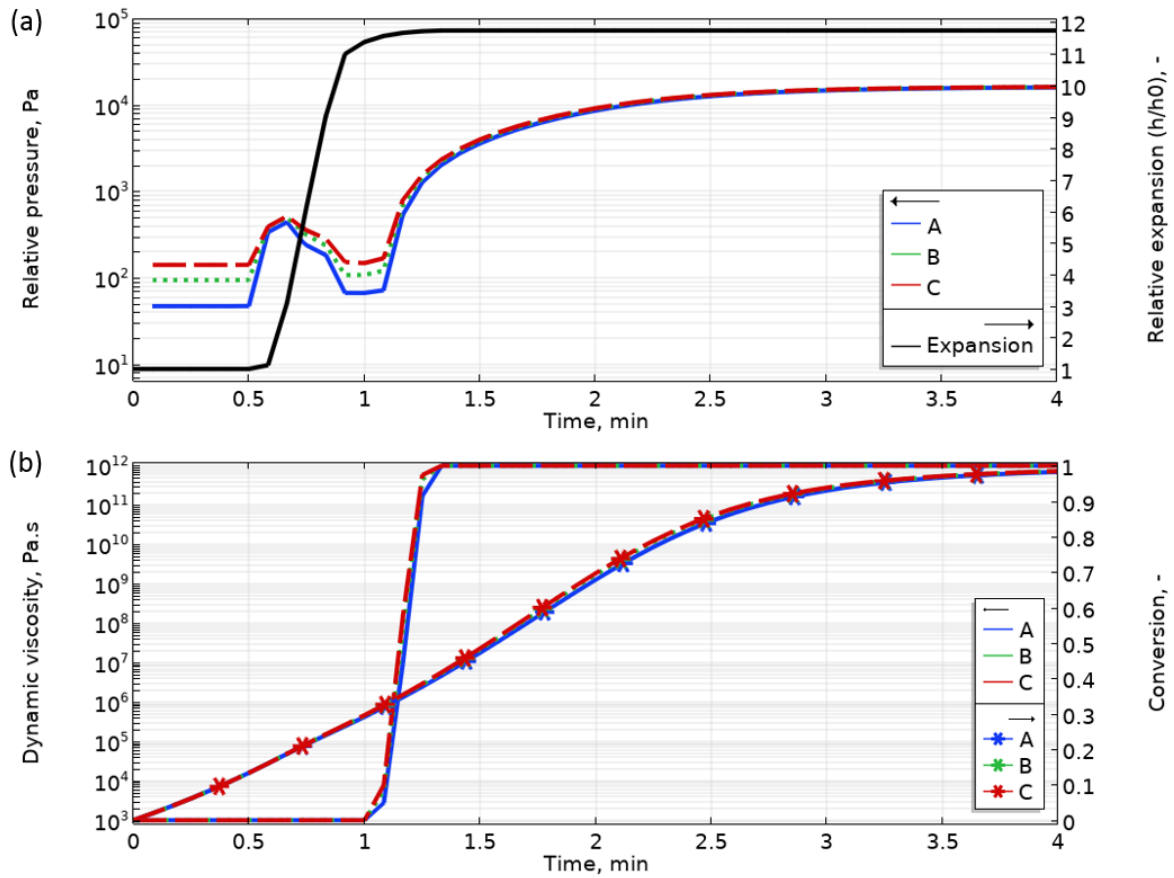 (a)
Relative pressure, Pa
10^5
10^4
10^3
10^2
10^1
12
11
10
9
8
7
6
5
4
3
2
1
Relative expansion (h/h0), -
A
B
C
Expansion
0 0.5 1 1.5 2 2.5 3 3.5 4
Time, min
(b)
Dynamic viscosity, Pa.s
10^12
10^11
10^10
10^9
10^8
10^7
10^6
10^5
10^4
10^3
1
0.9
0.8
0.7
0.6
0.5
0.4
0.3
0.2
0.1
0
Conversion, -
A
B
C
A
B
C
0 0.5 1 1.5 2 2.5 3 3.5 4
Time, min